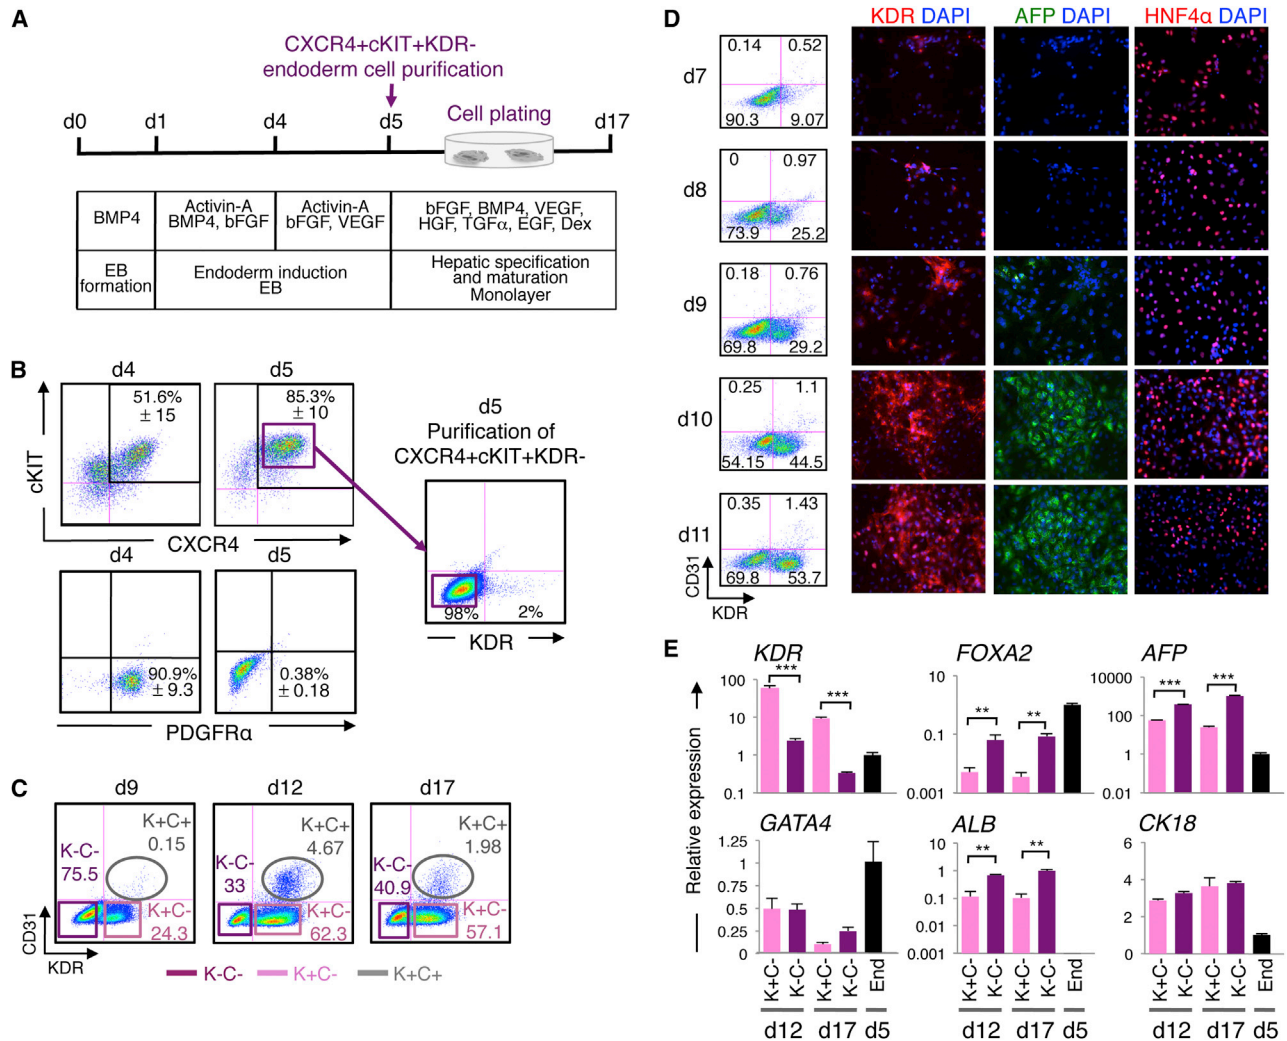 A
CXCR4+cKIT+KDR-
endoderm cell purification
Cell plating
d0 d1 d4 d5 d17
BMP4
Activin-A
BMP4, bFGF
Activin-A
bFGF, VEGF
bFGF, BMP4, VEGF,
HGF, TGFα, EGF, Dex
EB
formation
Endoderm induction
EB
Hepatic specification
and maturation
Monolayer
B
d4 d5
51.6%
± 15
85.3%
± 10
cKIT
CXCR4
d5
Purification of
CXCR4+cKIT+KDR-
98% 2%
KDR
d4 d5
90.9%
± 9.3
0.38%
± 0.18
PDGFRα
C
d9 d12 d17
K-C-
75.5
K+C+
0.15
K+C-
24.3
K-C-
33
K+C+
4.67
K+C-
62.3
K-C-
40.9
K+C+
1.98
K+C-
57.1
CD31
KDR
K-C- K+C- K+C+
D
KDR DAPI AFP DAPI HNF4α DAPI
d7
0.14 0.52
90.3 9.07
d8
0 0.97
73.9 25.2
d9
0.18 0.76
69.8 29.2
d10
0.25 1.1
54.15 44.5
d11
0.35 1.43
69.8 53.7
CD31
KDR
E
Relative expression
KDR
100
10
1
0.1
*** ***
FOXA2
10
0.1
0.001
** **
AFP
10000
100
1
0.01
*** ***
GATA4
1.25
1
0.75
0.5
0.25
0
K+C- K-C- K+C- K-C- End
d12 d17 d5
ALB
10
1
0.1
0.01
0.001
** **
K+C- K-C- K+C- K-C- End
d12 d17 d5
CK18
6
4
2
0
K+C- K-C- K+C- K-C- End
d12 d17 d5